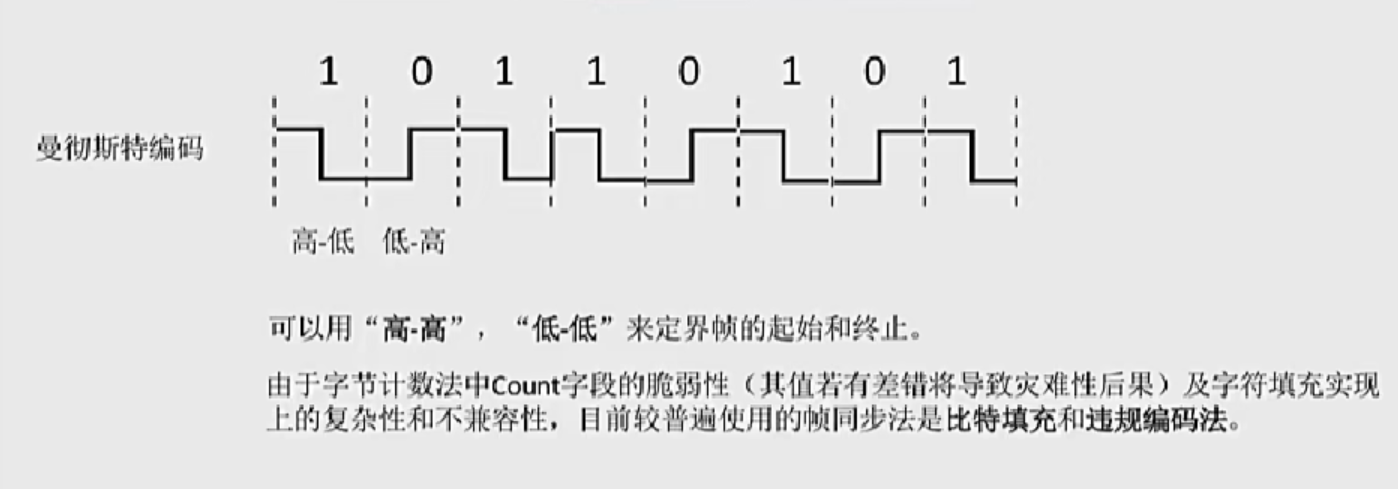 1 0 1 1 0 1 0 1
曼彻斯特编码
高-低 低-高
可以用“高-高”,“低-低”来定界帧的起始和终止。
由于字节计数法中Count字段的脆弱性（其值若有差错将导致灾难性后果）及字符填充实现
上的复杂性和不兼容性，目前较普遍使用的帧同步法是比特填充和违规编码法。